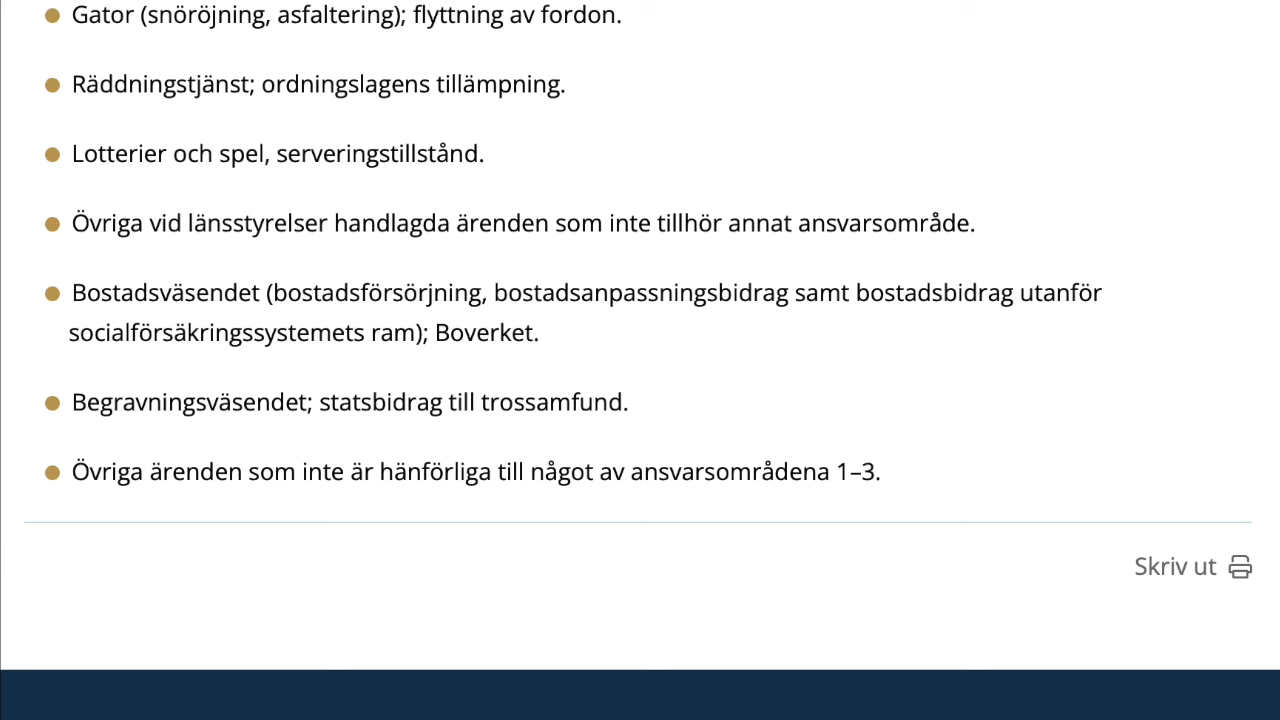 Gator (snöröjning, asfaltering); flyttning av fordon.
Räddningstjänst; ordningslagens tillämpning.
Lotterier och spel, serveringstillstånd.
Övriga vid länsstyrelser handlagda ärenden som inte tillhör annat ansvarsområde.
Bostadsväsendet (bostadsförsörjning, bostadsanpassningsbidrag samt bostadsbidrag utanför
socialförsäkringssystemets ram); Boverket.
Begravningsväsendet; statsbidrag till trossamfund.
Övriga ärenden som inte är hänförliga till något av ansvarsområdena 1–3.
Skriv ut